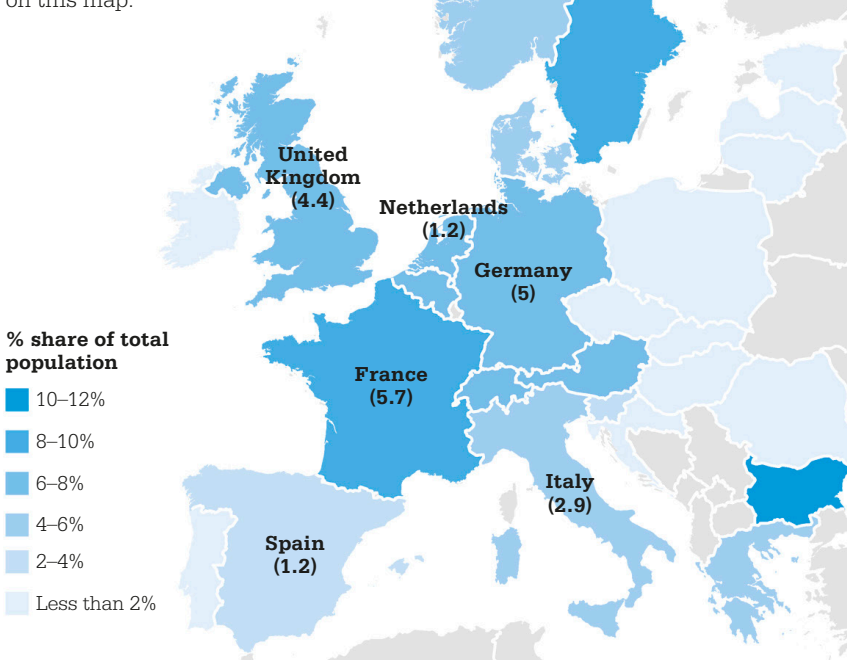 on this map.
United
Kingdom
(4.4)
Netherlands
(1.2)
Germany
(5)
% share of total
population
10–12%
8–10%
6–8%
4–6%
2–4%
Less than 2%
France
(5.7)
Italy
(2.9)
Spain
(1.2)